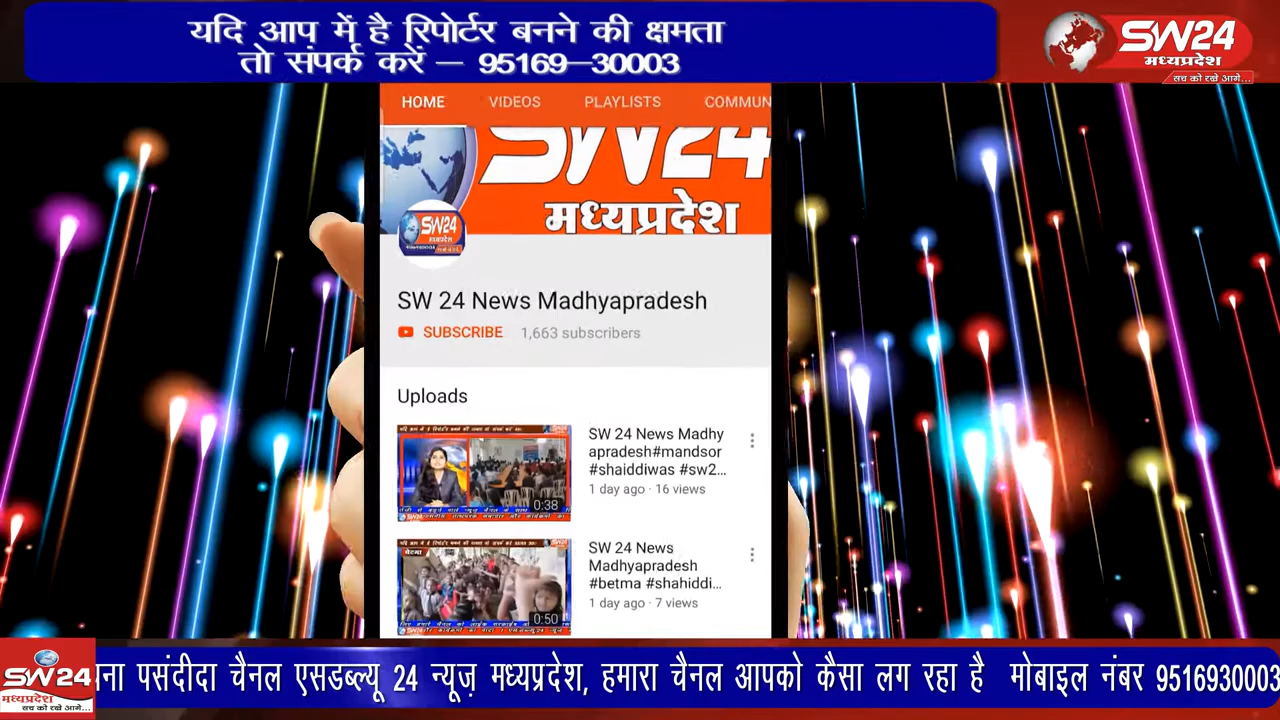 यदि आप में है रिपोर्टर बनने की क्षमता
तो संपर्क करें – 95169–30003
SW24
मध्यप्रदेश
सच को रखे आगे...
HOME VIDEOS PLAYLISTS COMMUN
SW24
मध्यप्रदेश
SW24
SW 24 News Madhyapradesh
SUBSCRIBE 1,663 subscribers
Uploads
SW 24 News Madhy
apradesh#mandsor
#shaiddiwas #sw2...
1 day ago · 16 views
0:38
SW 24 News
Madhyapradesh
#betma #shahiddi...
1 day ago · 7 views
बेटमा
0:50
SW24
मध्यप्रदेश
सच को रखे आगे...
ना पसंदीदा चैनल एसडब्ल्यू 24 न्यूज़ मध्यप्रदेश, हमारा चैनल आपको कैसा लग रहा है मोबाइल नंबर 9516930003